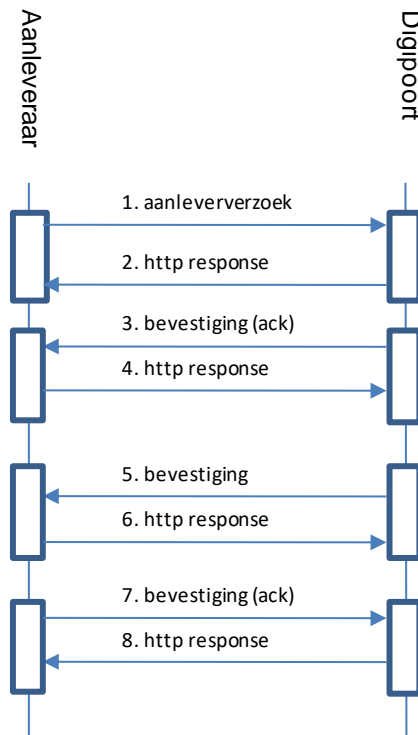 Aanleveraar
Digipoort
1. aanleververzoek
2. http response
3. bevestiging (ack)
4. http response
5. bevestiging
6. http response
7. bevestiging (ack)
8. http response